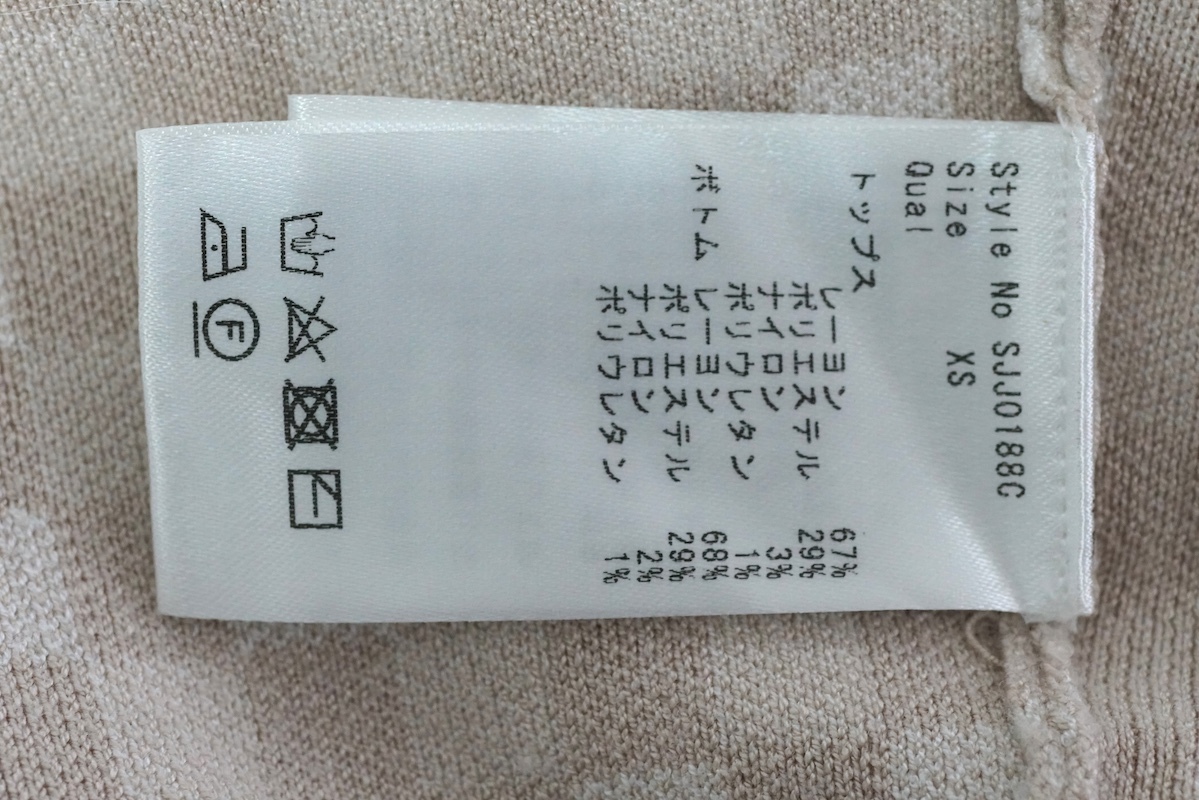 Style No SJJ0188C
Size XS
Qual
トップス
レーヨン 67%
ポリエステル 29%
ナイロン 3%
ポリウレタン 1%
ボトム
レーヨン 68%
ポリエステル 29%
ナイロン 2%
ポリウレタン 1%
F